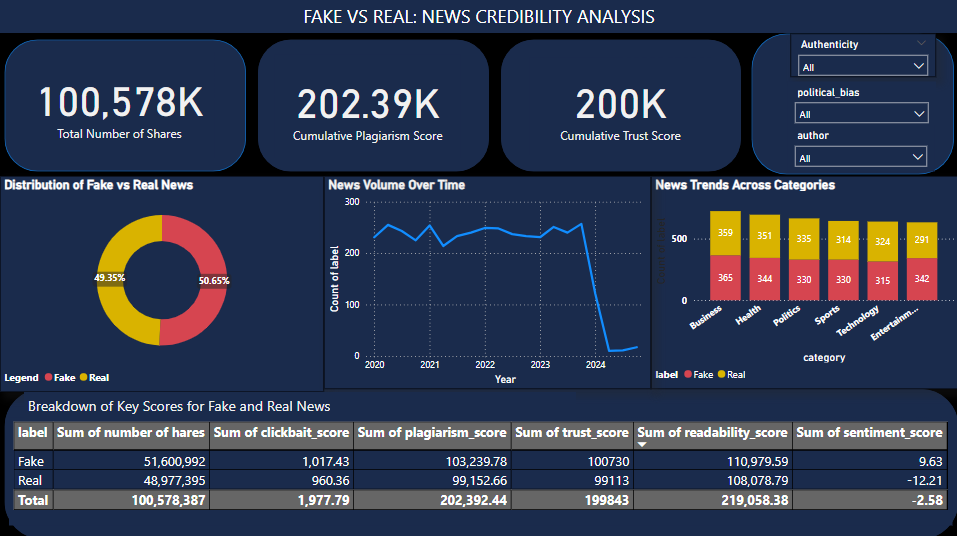 FAKE VS REAL: NEWS CREDIBILITY ANALYSIS
100,578K
Total Number of Shares
202.39K
Cumulative Plagiarism Score
200K
Cumulative Trust Score
Authenticity
All
political_bias
All
author
All
Distribution of Fake vs Real News
49.35%
50.65%
Legend Fake Real
News Volume Over Time
Count of label
300
200
100
0
2020 2021 2022 2023 2024
Year
News Trends Across Categories
500
0
359 351 335 314 324 291
365 344 330 330 315 342
Business Health Politics Sports Technology Entertainm...
category
label Fake Real
Breakdown of Key Scores for Fake and Real News
label Sum of number of hares Sum of clickbait_score Sum of plagiarism_score Sum of trust_score Sum of readability_score Sum of sentiment_score
Fake 51,600,992 1,017.43 103,239.78 100730 110,979.59 9.63
Real 48,977,395 960.36 99,152.66 99113 108,078.79 -12.21
Total 100,578,387 1,977.79 202,392.44 199843 219,058.38 -2.58